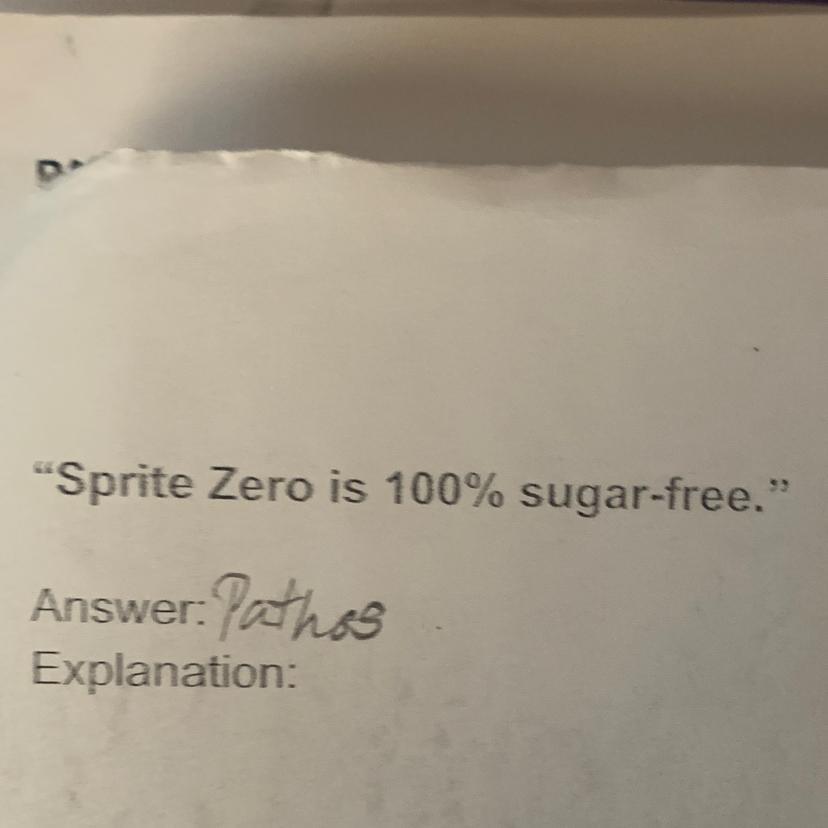 “Sprite Zero is 100% sugar-free.”
Answer: Pathos
Explanation: